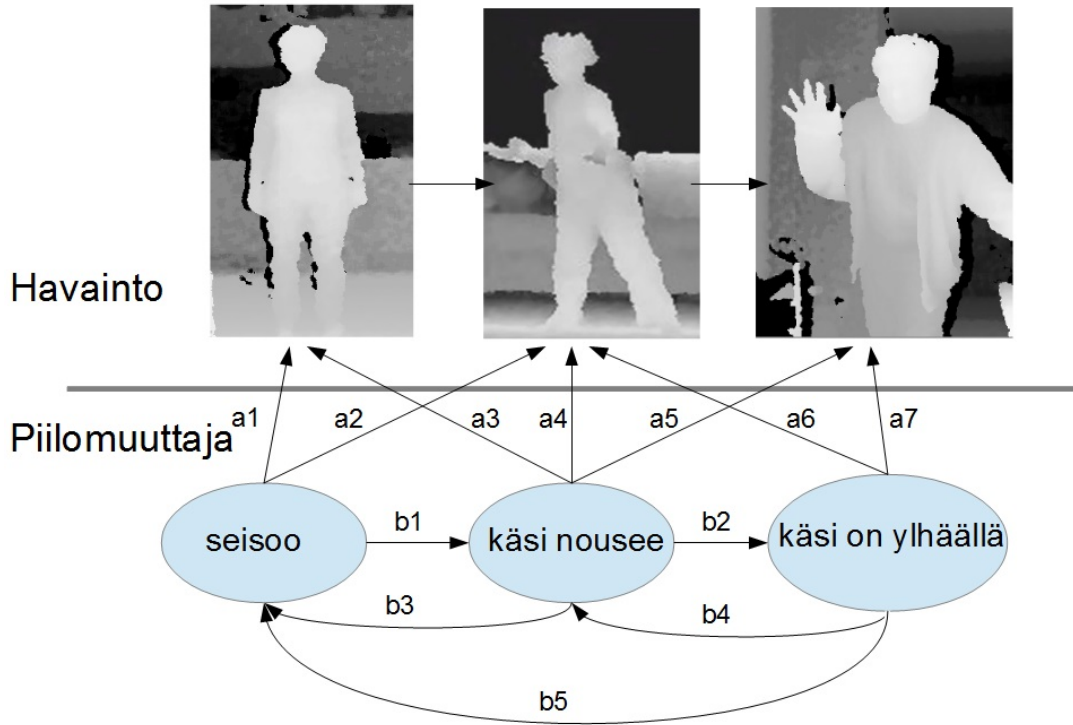 Havainto
Piilomuuttaja
a1
a2
a3
a4
a5
a6
a7
seisoo
b1
käsi nousee
b2
käsi on ylhäällä
b3
b4
b5